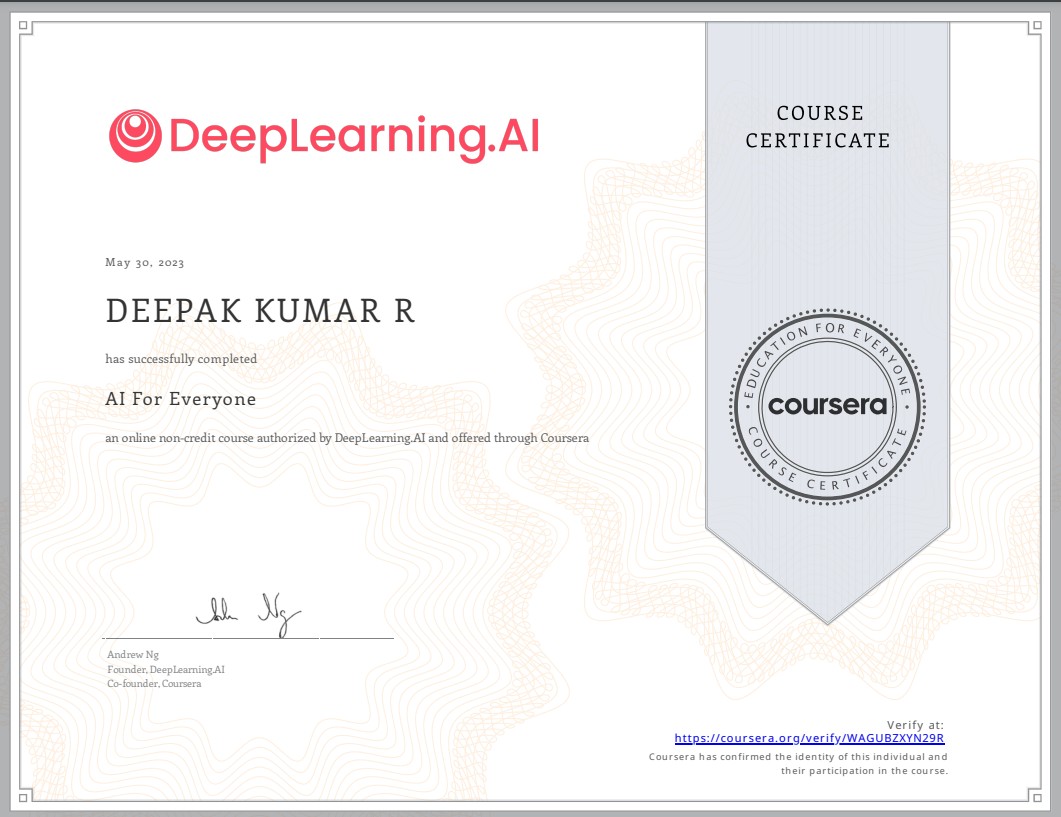 DeepLearning.AI
COURSE
CERTIFICATE
May 30, 2023
DEEPAK KUMAR R
has successfully completed
AI For Everyone
an online non-credit course authorized by DeepLearning.AI and offered through Coursera
EDUCATION FOR EVERYONE
coursera
COURSE CERTIFICATE
Andrew Ng
Founder, DeepLearning.AI
Co-founder, Coursera
Verify at:
https://coursera.org/verify/WAGUBZXYN29R
Coursera has confirmed the identity of this individual and
their participation in the course.